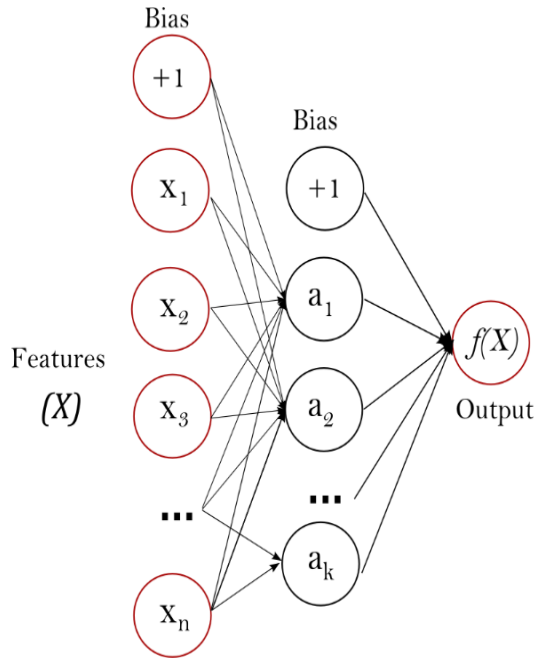 Bias
+1
Bias
x₁
+1
x₂
a₁
Features
(X)
f(X)
x₃
a₂
Output
...
...
aₖ
xₙ